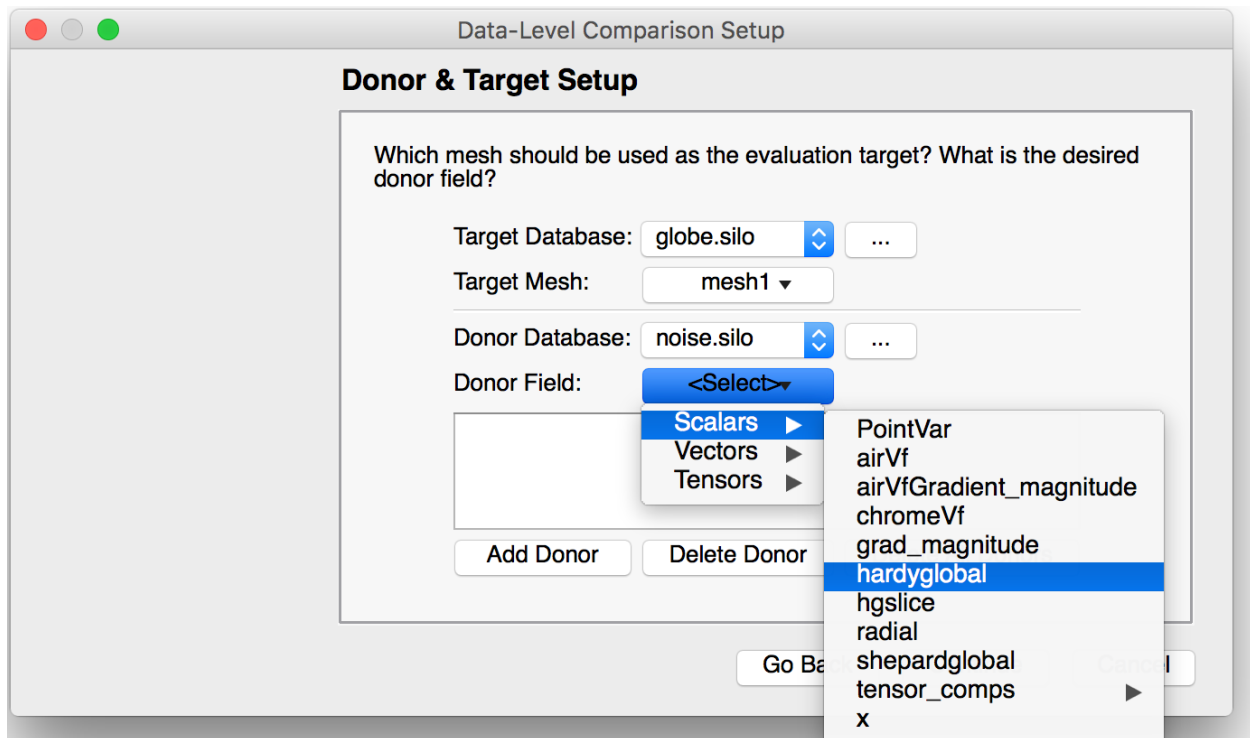 Data-Level Comparison Setup
Donor & Target Setup
Which mesh should be used as the evaluation target? What is the desired
donor field?
Target Database: globe.silo ...
Target Mesh: mesh1
Donor Database: noise.silo ...
Donor Field: <Select>
Scalars
Vectors
Tensors
PointVar
airVf
airVfGradient_magnitude
chromeVf
grad_magnitude
hardyglobal
hgslice
radial
shepardglobal
tensor_comps
x
Add Donor Delete Donor
Go Back Cancel